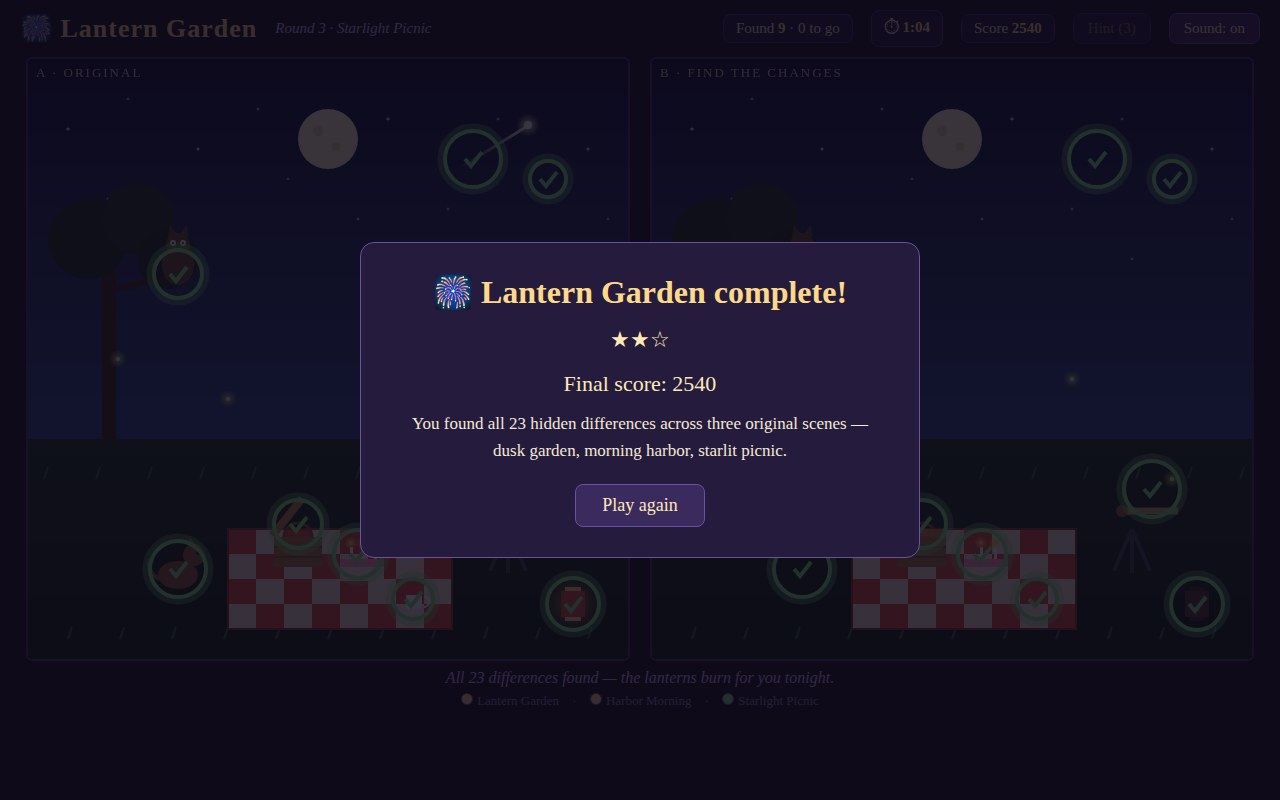 Lantern Garden
Round 3 · Starlight Picnic
Found 9 · 0 to go
1:04
Score 2540
Hint (3)
Sound: on
A · ORIGINAL
B · FIND THE CHANGES
Lantern Garden complete!
★★☆
Final score: 2540
You found all 23 hidden differences across three original scenes —
dusk garden, morning harbor, starlit picnic.
Play again
All 23 differences found — the lanterns burn for you tonight.
Lantern Garden · Harbor Morning · Starlight Picnic